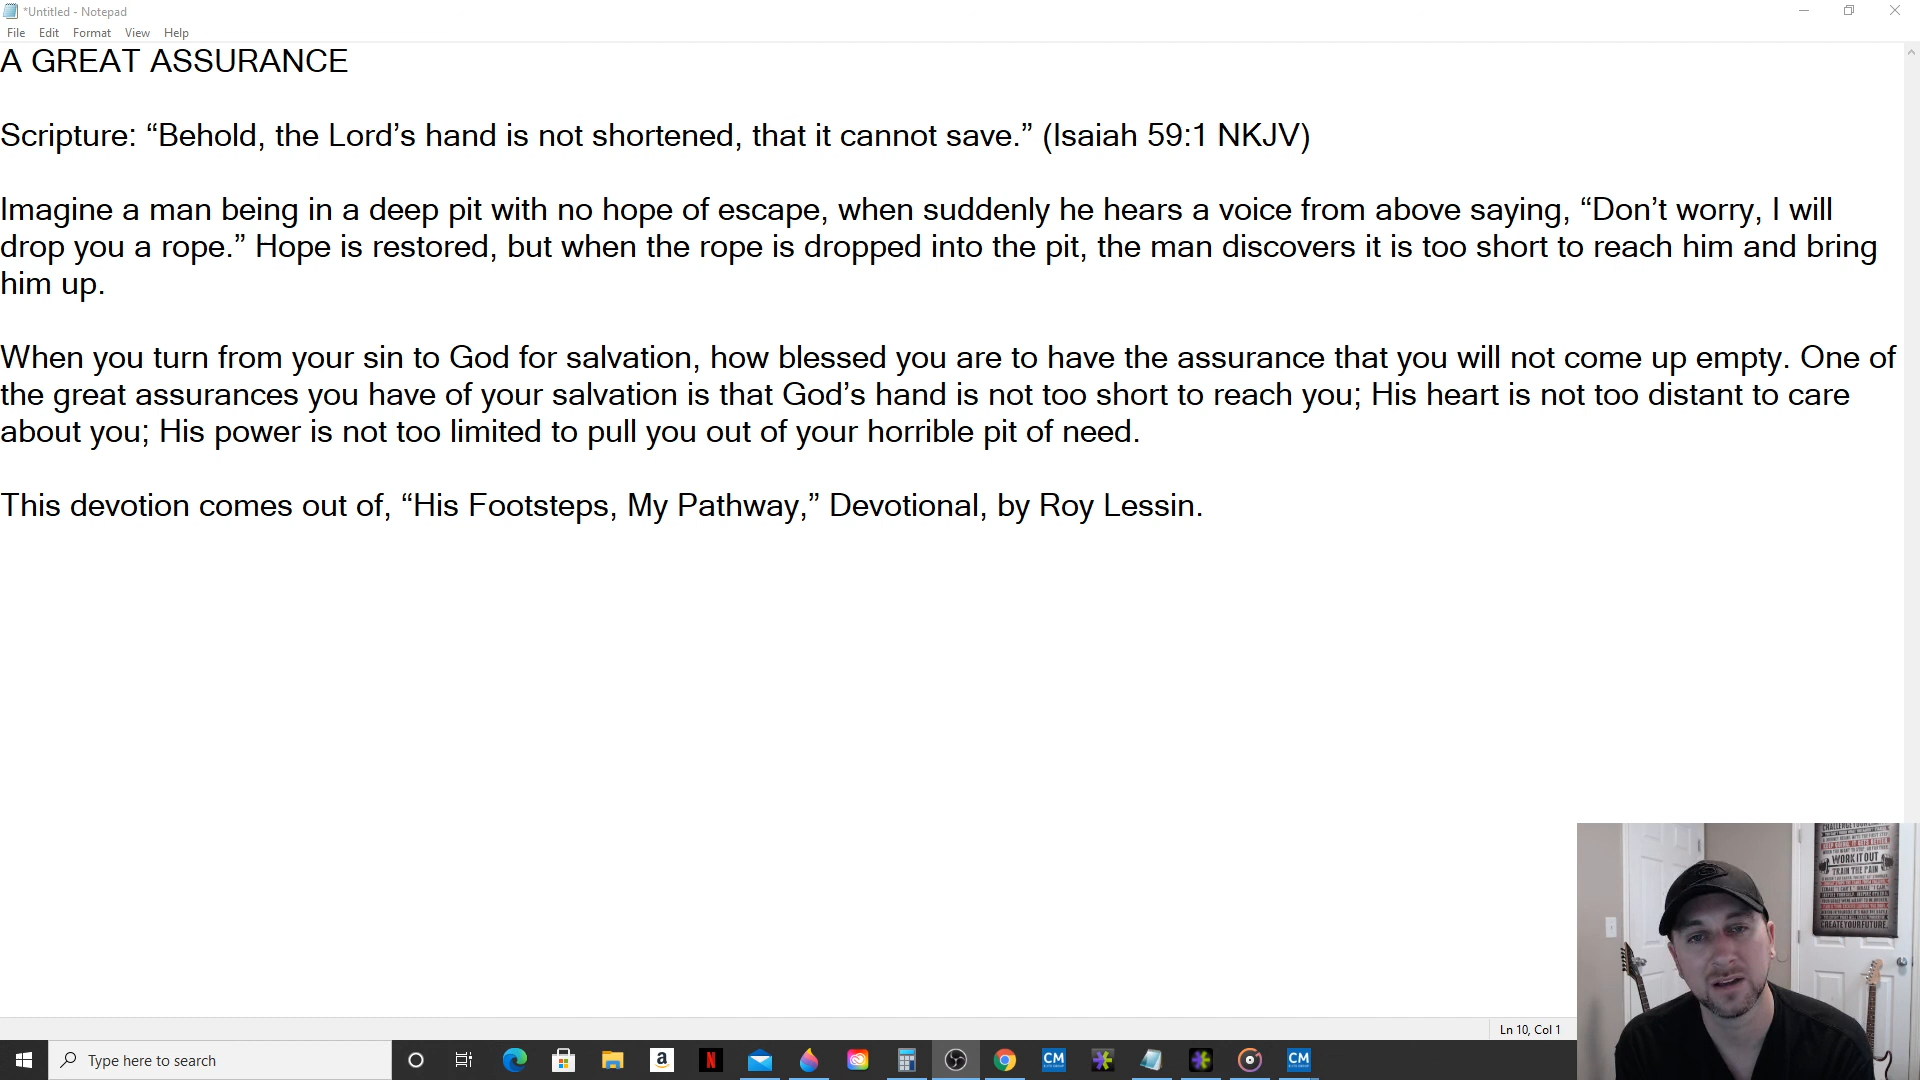 *Untitled - Notepad
File Edit Format View Help
A GREAT ASSURANCE
Scripture: “Behold, the Lord’s hand is not shortened, that it cannot save.” (Isaiah 59:1 NKJV)
Imagine a man being in a deep pit with no hope of escape, when suddenly he hears a voice from above saying, “Don’t worry, I will
drop you a rope.” Hope is restored, but when the rope is dropped into the pit, the man discovers it is too short to reach him and bring
him up.
When you turn from your sin to God for salvation, how blessed you are to have the assurance that you will not come up empty. One of
the great assurances you have of your salvation is that God’s hand is not too short to reach you; His heart is not too distant to care
about you; His power is not too limited to pull you out of your horrible pit of need.
This devotion comes out of, “His Footsteps, My Pathway,” Devotional, by Roy Lessin.
WORK IT OUT
TRAIN THE PAIN
CREATE YOUR FUTURE.
Ln 10, Col 1
Type here to search
a
N
CM
CM